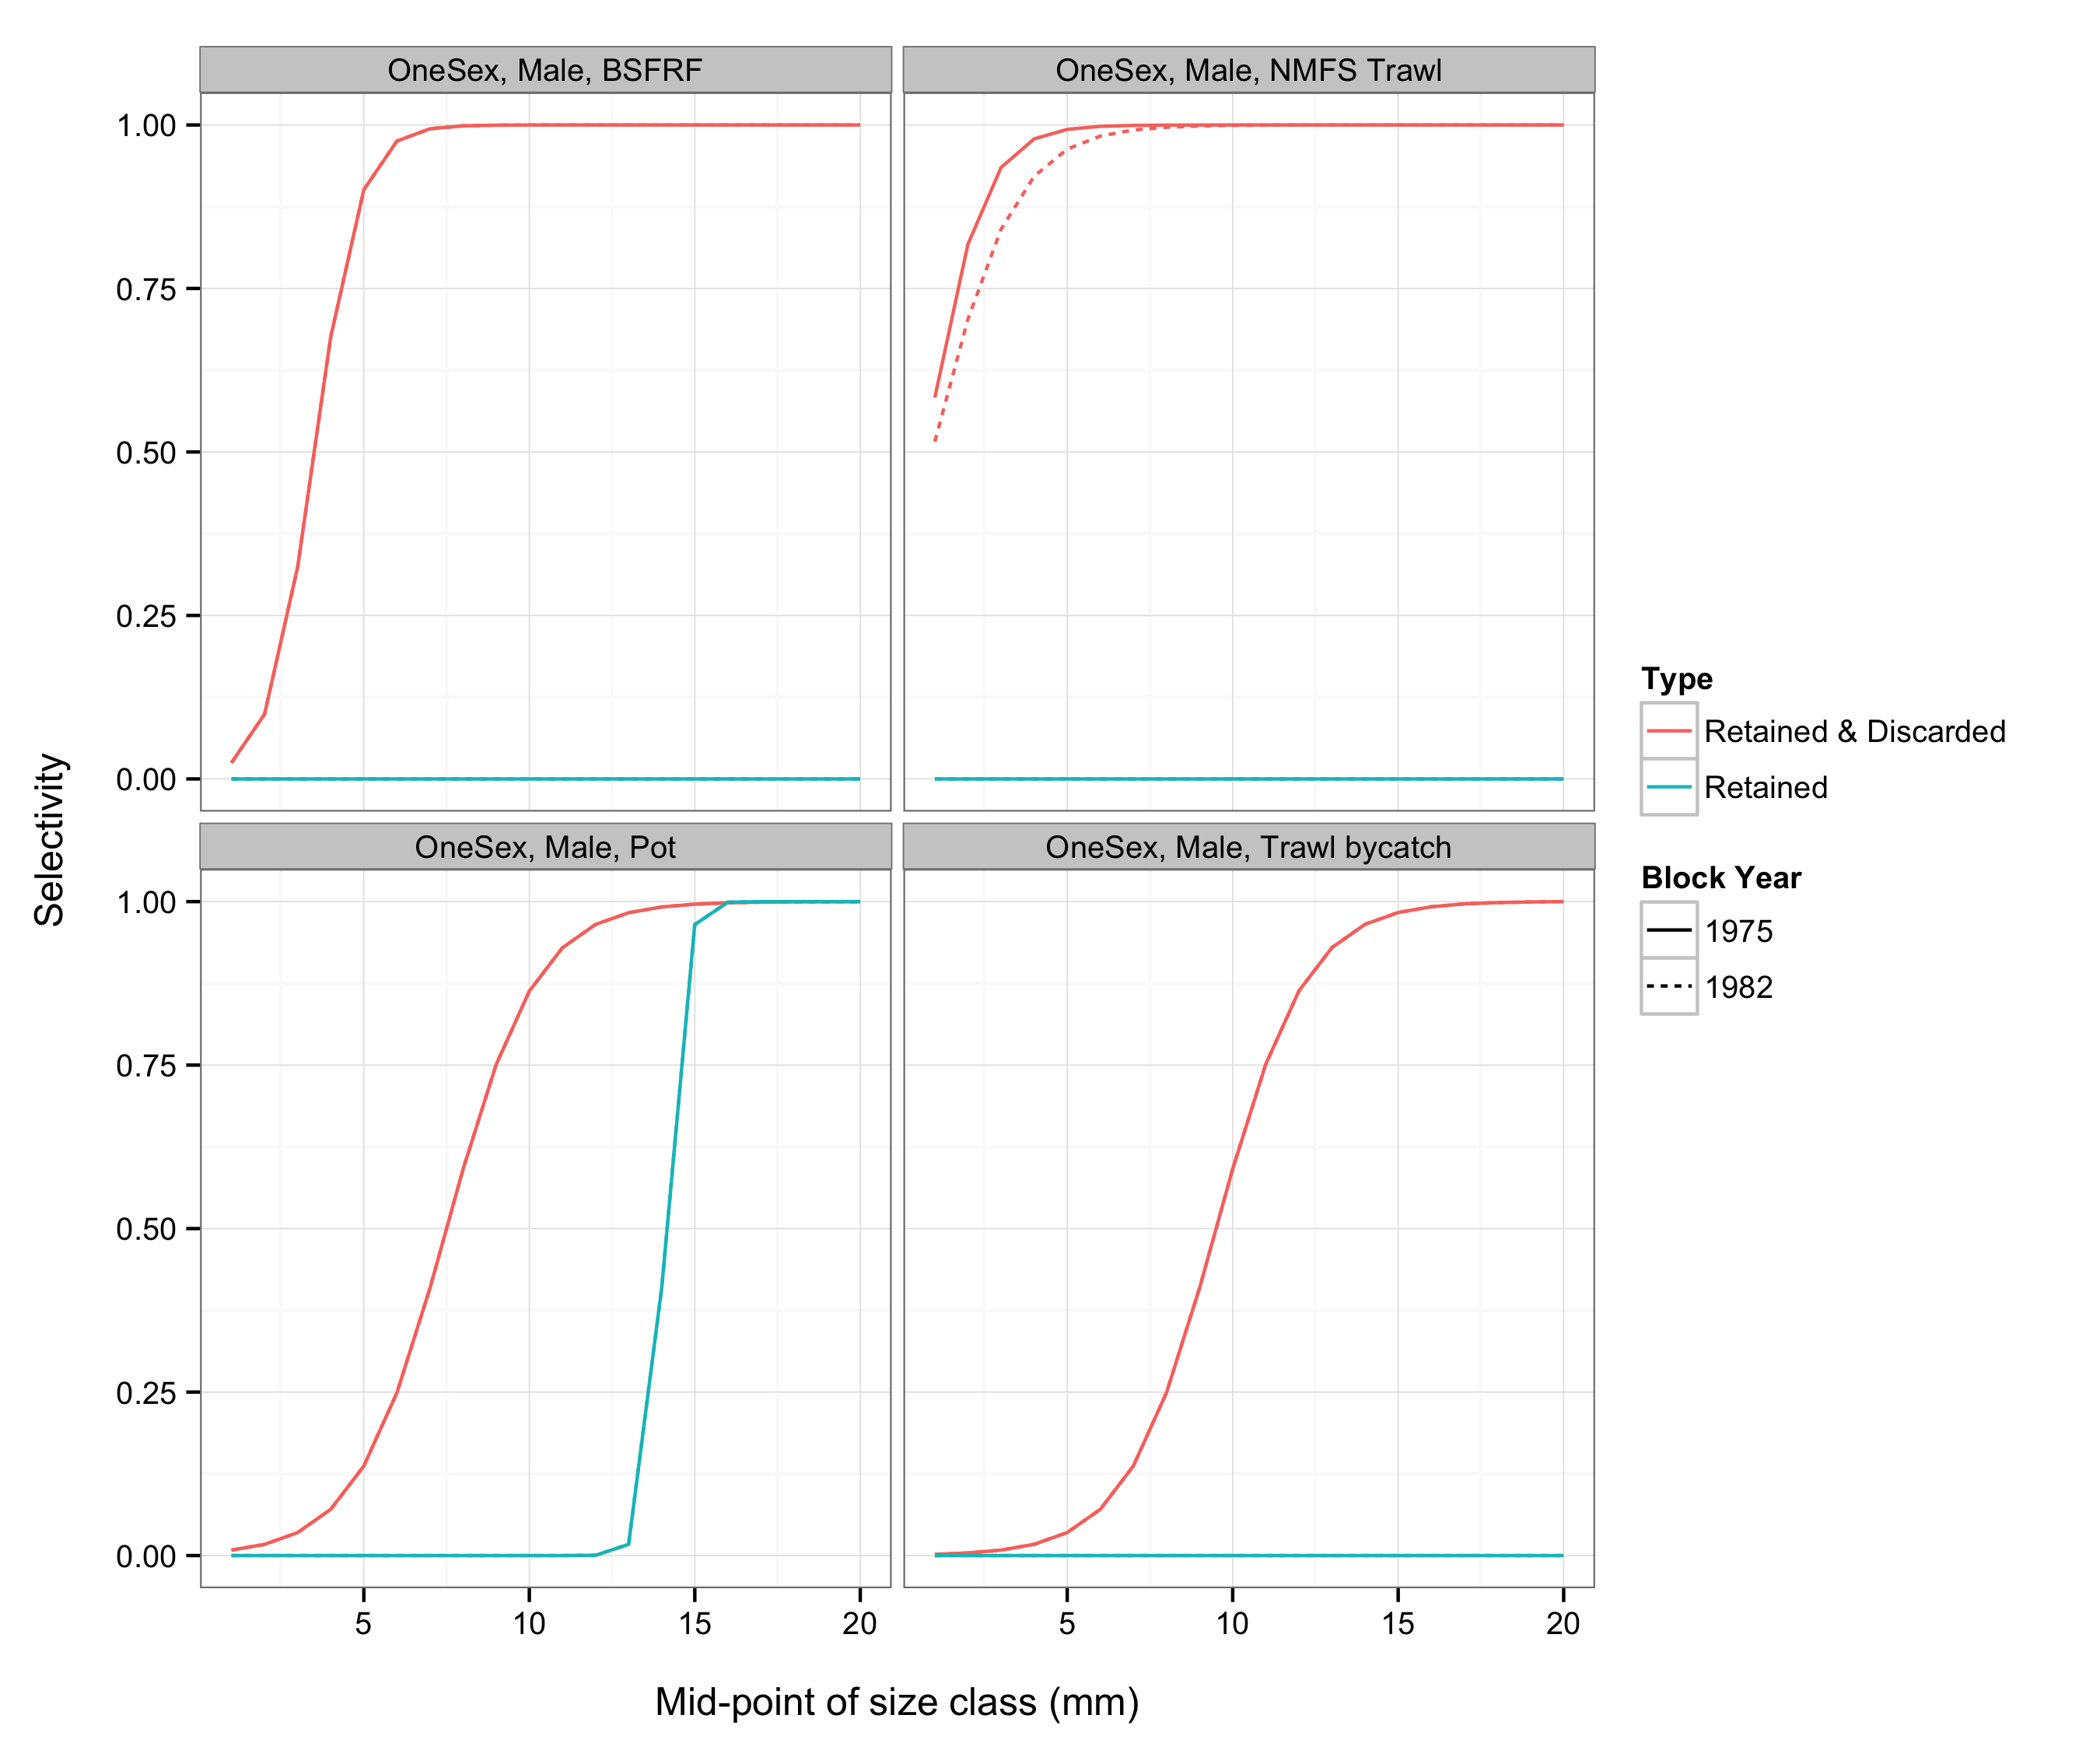 OneSex, Male, BSFRF
OneSex, Male, NMFS Trawl
1.00
0.75
0.50
0.25
0.00
OneSex, Male, Pot
OneSex, Male, Trawl bycatch
1.00
0.75
0.50
0.25
0.00
5
10
15
20
5
10
15
20
Mid-point of size class (mm)
Selectivity
Type
Retained & Discarded
Retained
Block Year
1975
1982